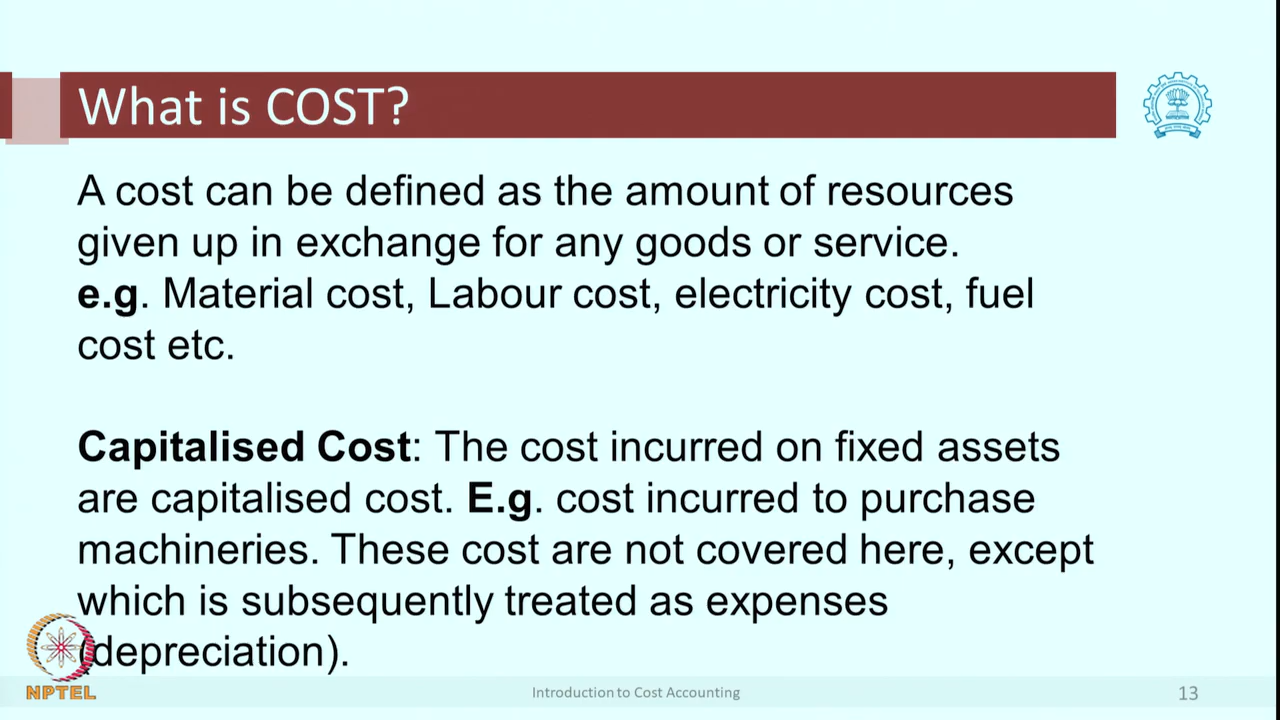 What is COST?
A cost can be defined as the amount of resources
given up in exchange for any goods or service.
e.g. Material cost, Labour cost, electricity cost, fuel
cost etc.
Capitalised Cost: The cost incurred on fixed assets
are capitalised cost. E.g. cost incurred to purchase
machineries. These cost are not covered here, except
which is subsequently treated as expenses
(depreciation).
NPTEL
Introduction to Cost Accounting
13